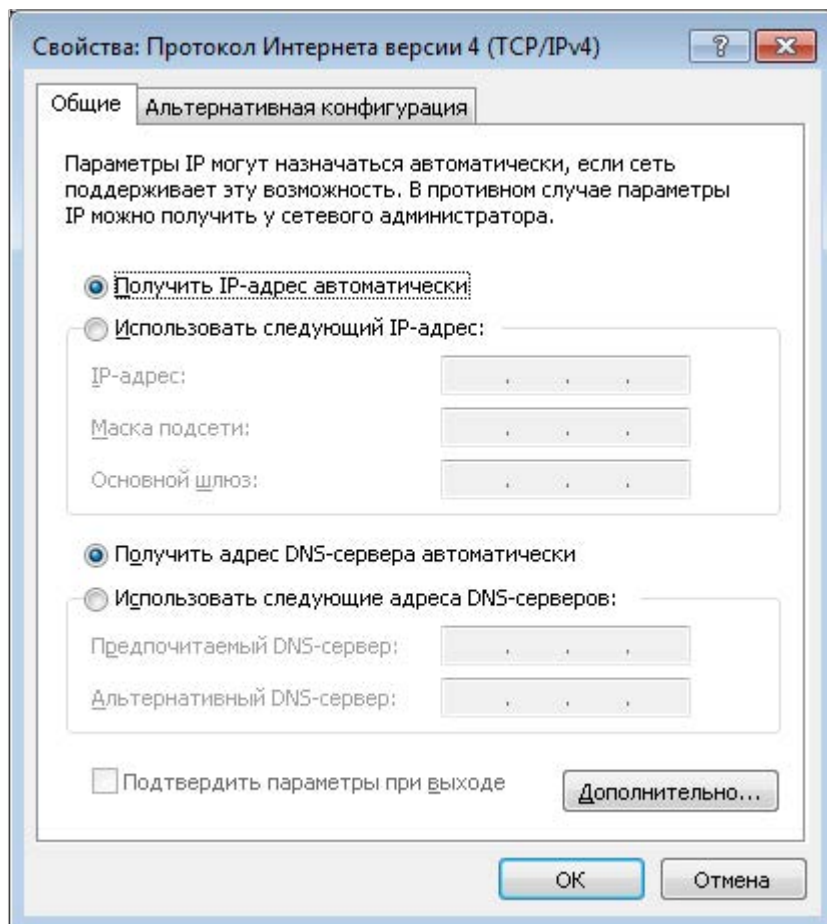 Свойства: Протокол Интернета версии 4 (TCP/IPv4)
Общие
Альтернативная конфигурация
Параметры IP могут назначаться автоматически, если сеть
поддерживает эту возможность. В противном случае параметры
IP можно получить у сетевого администратора.
Получить IP-адрес автоматически
Использовать следующий IP-адрес:
IP-адрес:
Маска подсети:
Основной шлюз:
Получить адрес DNS-сервера автоматически
Использовать следующие адреса DNS-серверов:
Предпочитаемый DNS-сервер:
Альтернативный DNS-сервер:
Подтвердить параметры при выходе
Дополнительно...
ОК
Отмена